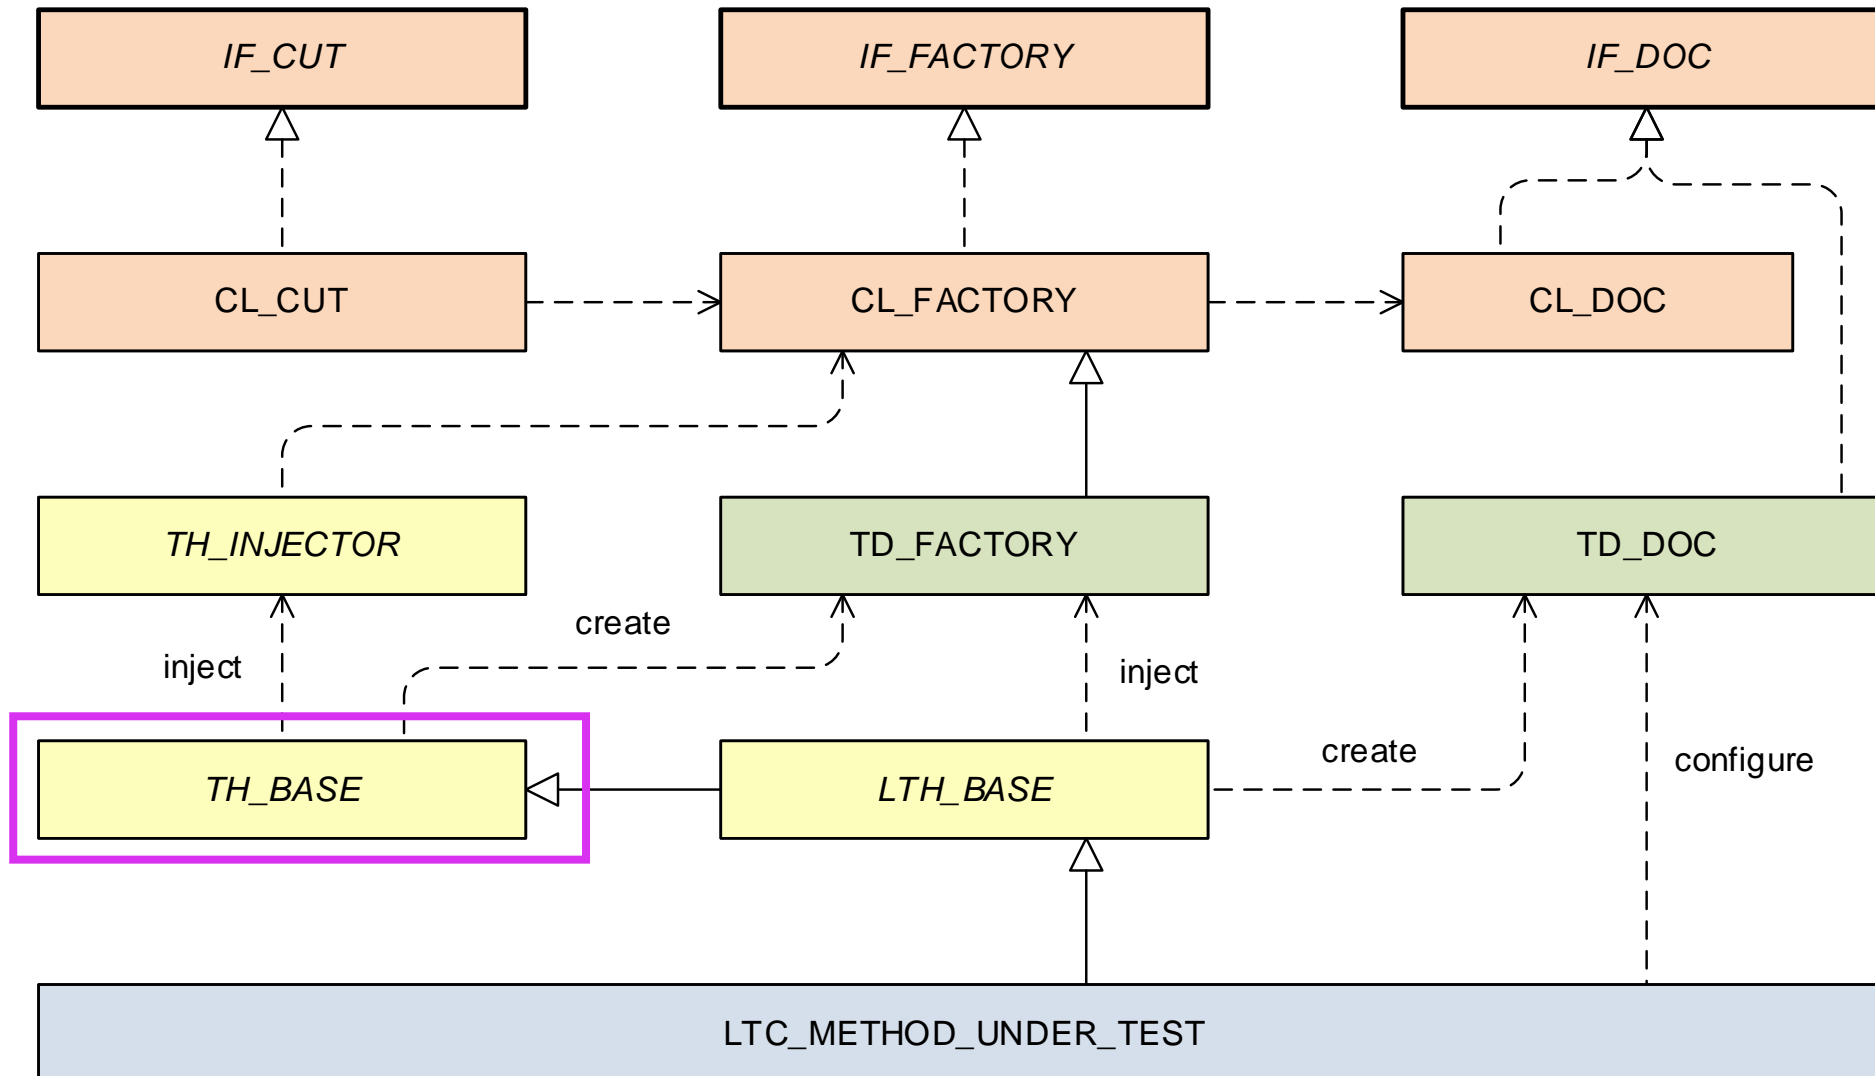 IF_CUT
IF_FACTORY
IF_DOC
CL_CUT
CL_FACTORY
CL_DOC
TH_INJECTOR
TD_FACTORY
TD_DOC
create
inject
inject
create
configure
TH_BASE
LTH_BASE
LTC_METHOD_UNDER_TEST